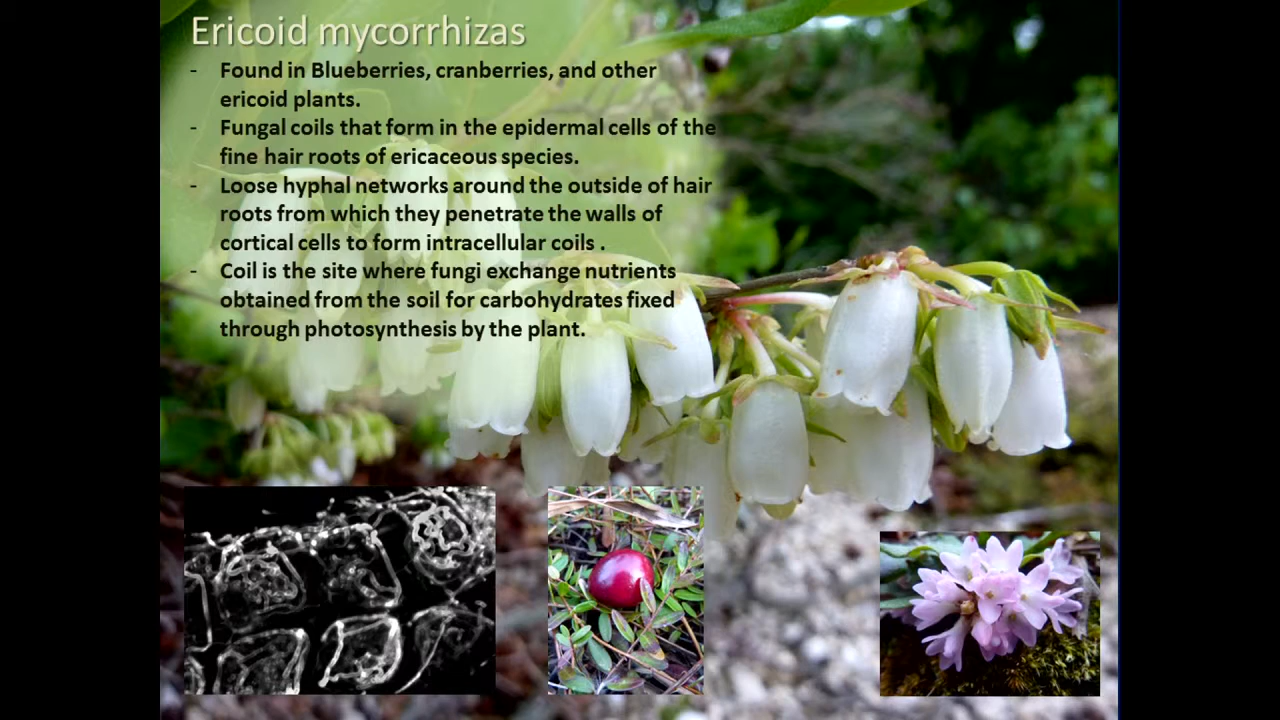 Ericoid mycorrhizas
- Found in Blueberries, cranberries, and other
ericoid plants.
- Fungal coils that form in the epidermal cells of the
fine hair roots of ericaceous species.
- Loose hyphal networks around the outside of hair
roots from which they penetrate the walls of
cortical cells to form intracellular coils .
- Coil is the site where fungi exchange nutrients
obtained from the soil for carbohydrates fixed
through photosynthesis by the plant.